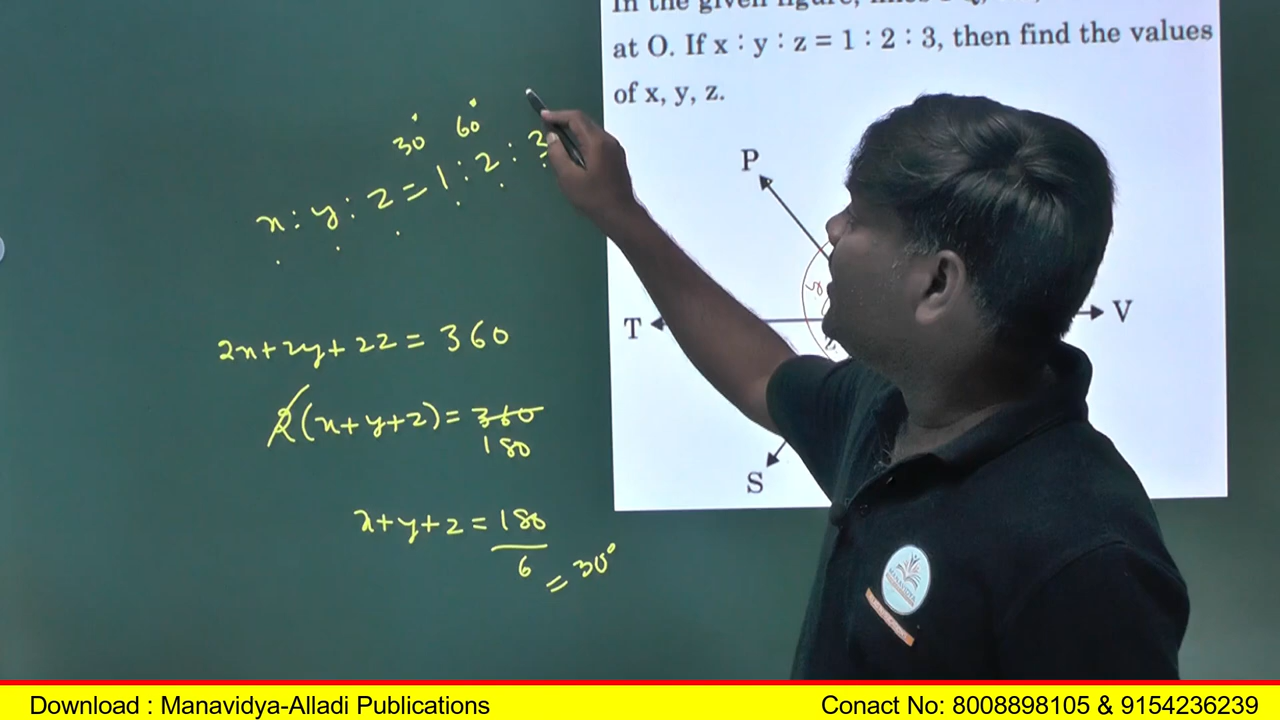 In the given figure, lines
at O. If x : y : z = 1 : 2 : 3, then find the values
of x, y, z.
30° 60°
x : y : z = 1 : 2 : 3
P
T
V
S
2x+2y+2z = 360
2(x+y+z) = 360
180
x+y+z = 180
6
= 30°
MANAVIDYA
Download : Manavidya-Alladi Publications
Conact No: 8008898105 & 9154236239